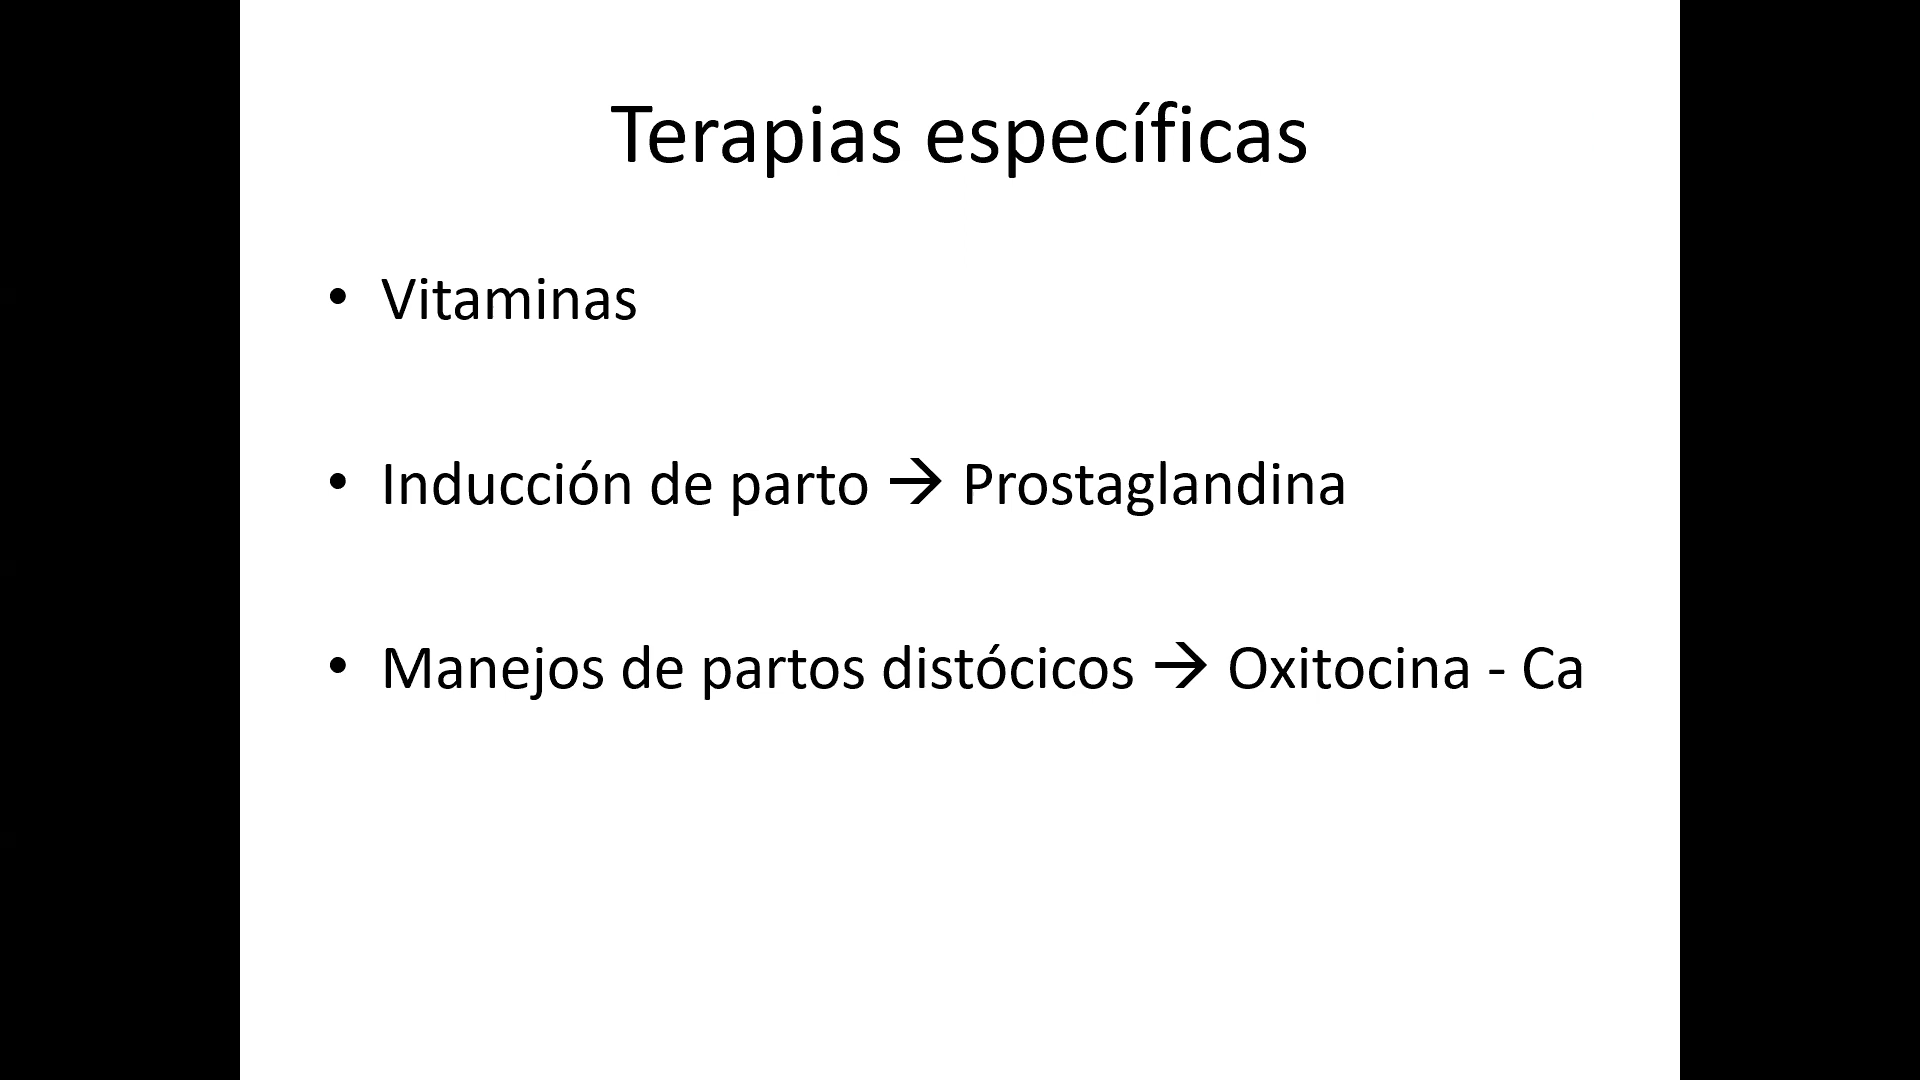 Terapias específicas
• Vitaminas
• Inducción de parto → Prostaglandina
• Manejos de partos distócicos → Oxitocina - Ca